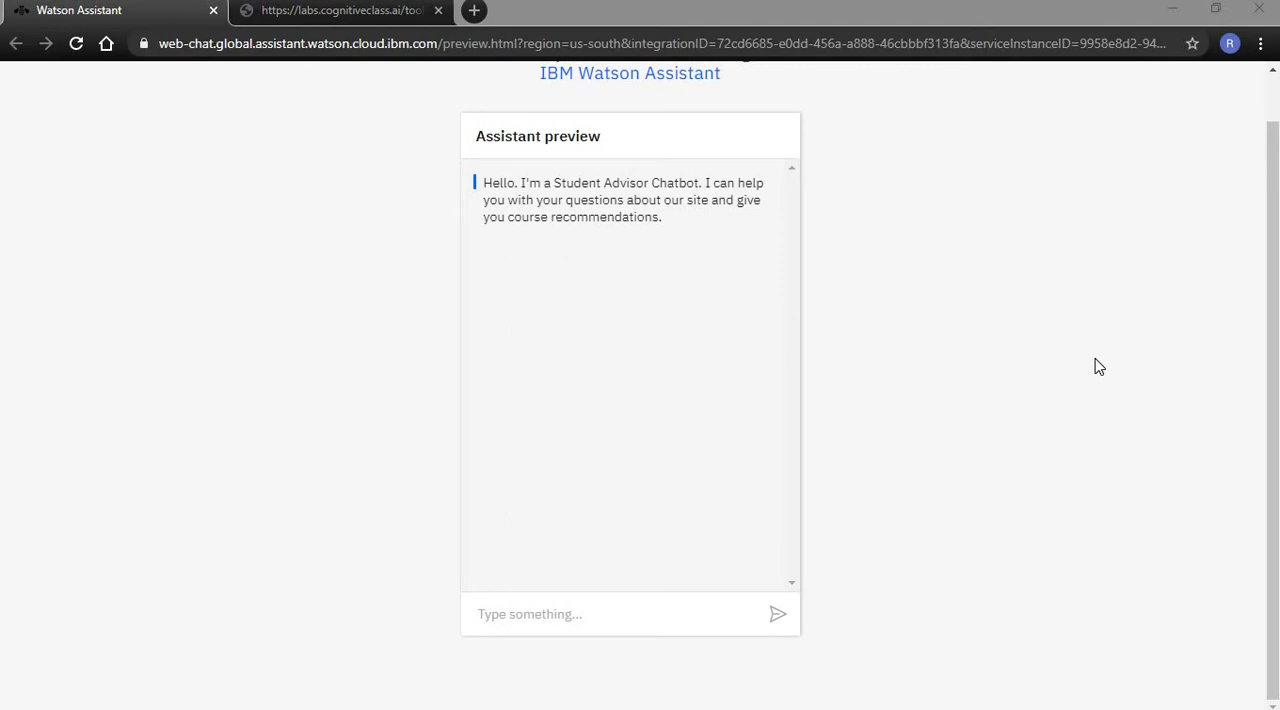 Watson Assistant
https://labs.cognitiveclass.ai/too
web-chat.global.assistant.watson.cloud.ibm.com/preview.html?region=us-south&integrationID=72cd6685-e0dd-456a-a888-46cbbbf313fa&serviceInstanceID=9958e8d2-94...
R
IBM Watson Assistant
Assistant preview
Hello. I'm a Student Advisor Chatbot. I can help
you with your questions about our site and give
you course recommendations.
Type something...